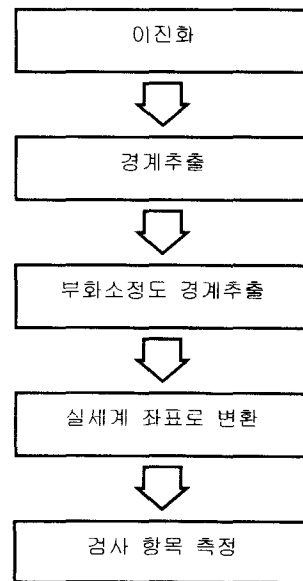 이진화
경계추출
부화소정도 경계추출
실세계 좌표로 변환
검사 항목 측정